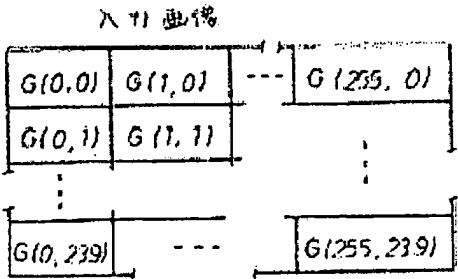 入力画像
G(0,0) G(1,0) --- G(255,0)
G(0,1) G(1,1)
G(0,239) --- G(255,239)